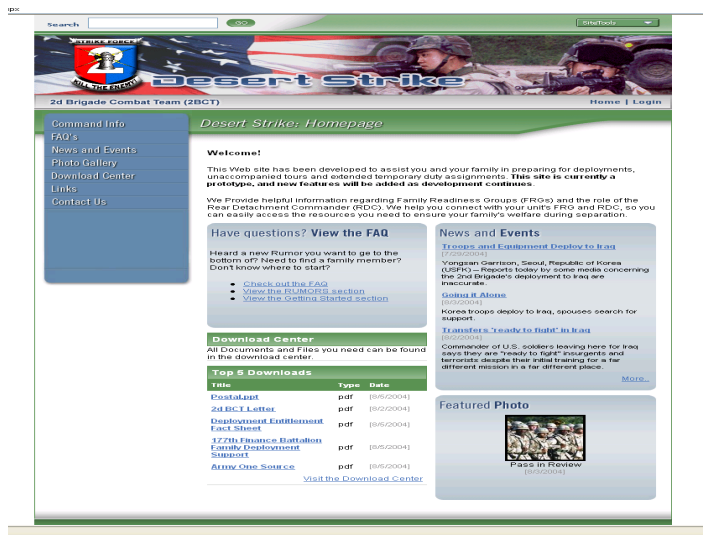 px
Search
GO
SiteTools
STRIKE FORCE
2
KILL THE ENEMY!
Desert Strike
2d Brigade Combat Team (2BCT)
Home | Login
Command Info
FAQ's
News and Events
Photo Gallery
Download Center
Links
Contact Us
Desert Strike: Homepage
Welcome!
This Web site has been developed to assist you and your family in preparing for deployments,
unaccompanied tours and extended temporary duty assignments. This site is currently a
prototype, and new features will be added as development continues.
We Provide helpful information regarding Family Readiness Groups (FRGs) and the role of the
Rear Detachment Commander (RDC). We help you connect with your unit's FRG and RDC, so you
can easily access the resources you need to ensure your family's welfare during separation.
Have questions? View the FAQ
Heard a new Rumor you want to get to the
bottom of? Need to find a family member?
Don't know where to start?
Check out the FAQ
View the RUMORS section
View the Getting Started section
Download Center
All Documents and Files you need can be found
in the download center.
Top 5 Downloads
Title Type Date
Postal.ppt pdf [8/5/2004]
2d BCT Letter pdf [8/2/2004]
Deployment Entitlement
Fact Sheet pdf [8/5/2004]
177th Finance Battalion
Family Deployment
Support pdf [8/5/2004]
Army One Source pdf [8/5/2004]
Visit the Download Center
News and Events
Troops and Equipment Deploy to Iraq
[7/29/2004]
Yongsan Garrison, Seoul, Republic of Korea
(USFK) -- Reports today by some media concerning
the 2nd Brigade's deployment to Iraq are
inaccurate.
Going it Alone
[8/3/2004]
Korea troops deploy to Iraq, spouses search for
support.
Transfers 'ready to fight' in Iraq
[8/2/2004]
Commander of U.S. soldiers leaving here for Iraq
says they are "ready to fight" insurgents and
terrorists despite their initial training for a far
different mission in a far different place.
More..
Featured Photo
Pass in Review
[8/3/2004]